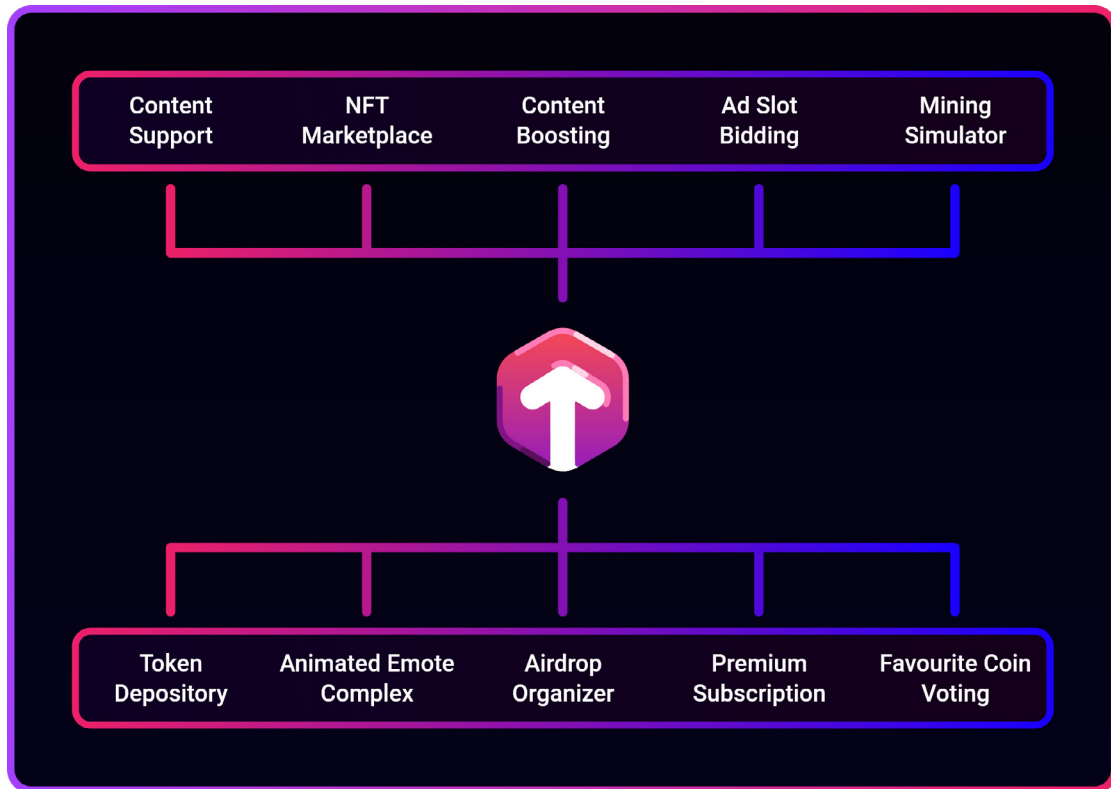 Content
Support
NFT
Marketplace
Content
Boosting
Ad Slot
Bidding
Mining
Simulator
Token
Depository
Animated Emote
Complex
Airdrop
Organizer
Premium
Subscription
Favourite Coin
Voting